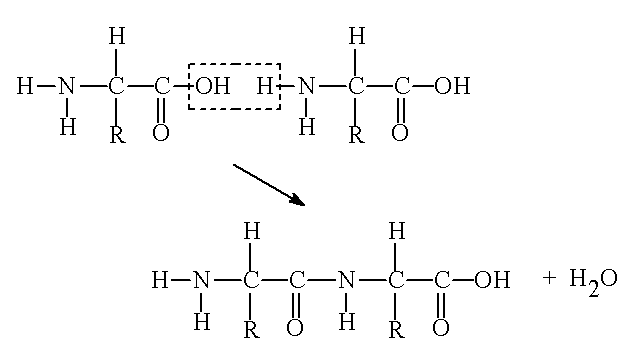 H H
H—N—C—C—OH H—N—C—C—OH
H R O H R O
H H
H—N—C—C—N—C—C—OH + H₂O
H R O H R O